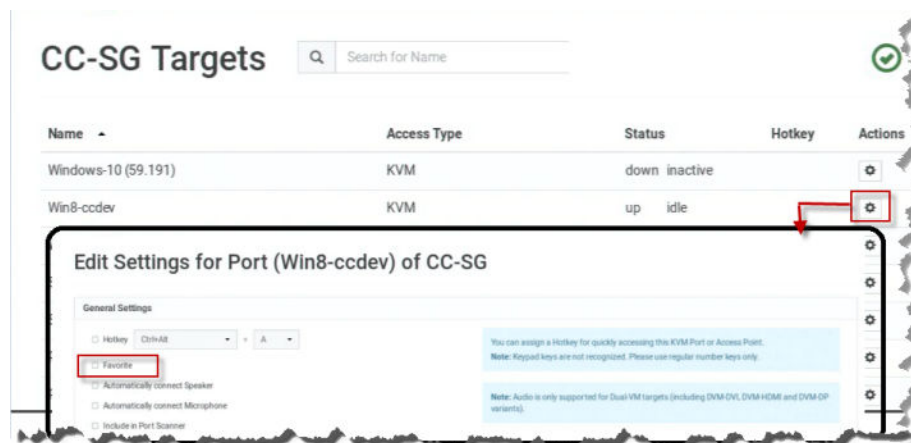 CC-SG Targets
Search for Name
Name Access Type Status Hotkey Actions
Windows-10 (59.191) KVM down inactive
Win8-ccdev KVM up idle
Edit Settings for Port (Win8-ccdev) of CC-SG
General Settings
Hotkey Ctrl+Alt + A
You can assign a Hotkey for quickly accessing this KVM Port or Access Point.
Note: Keypad keys are not recognized. Please use regular number keys only.
Favorite
Automatically connect Speaker
Automatically connect Microphone
Note: Audio is only supported for Dual-VM targets (including DVM-DVI, DVM-HDMI and DVM-DP
variants).
Include in Port Scanner